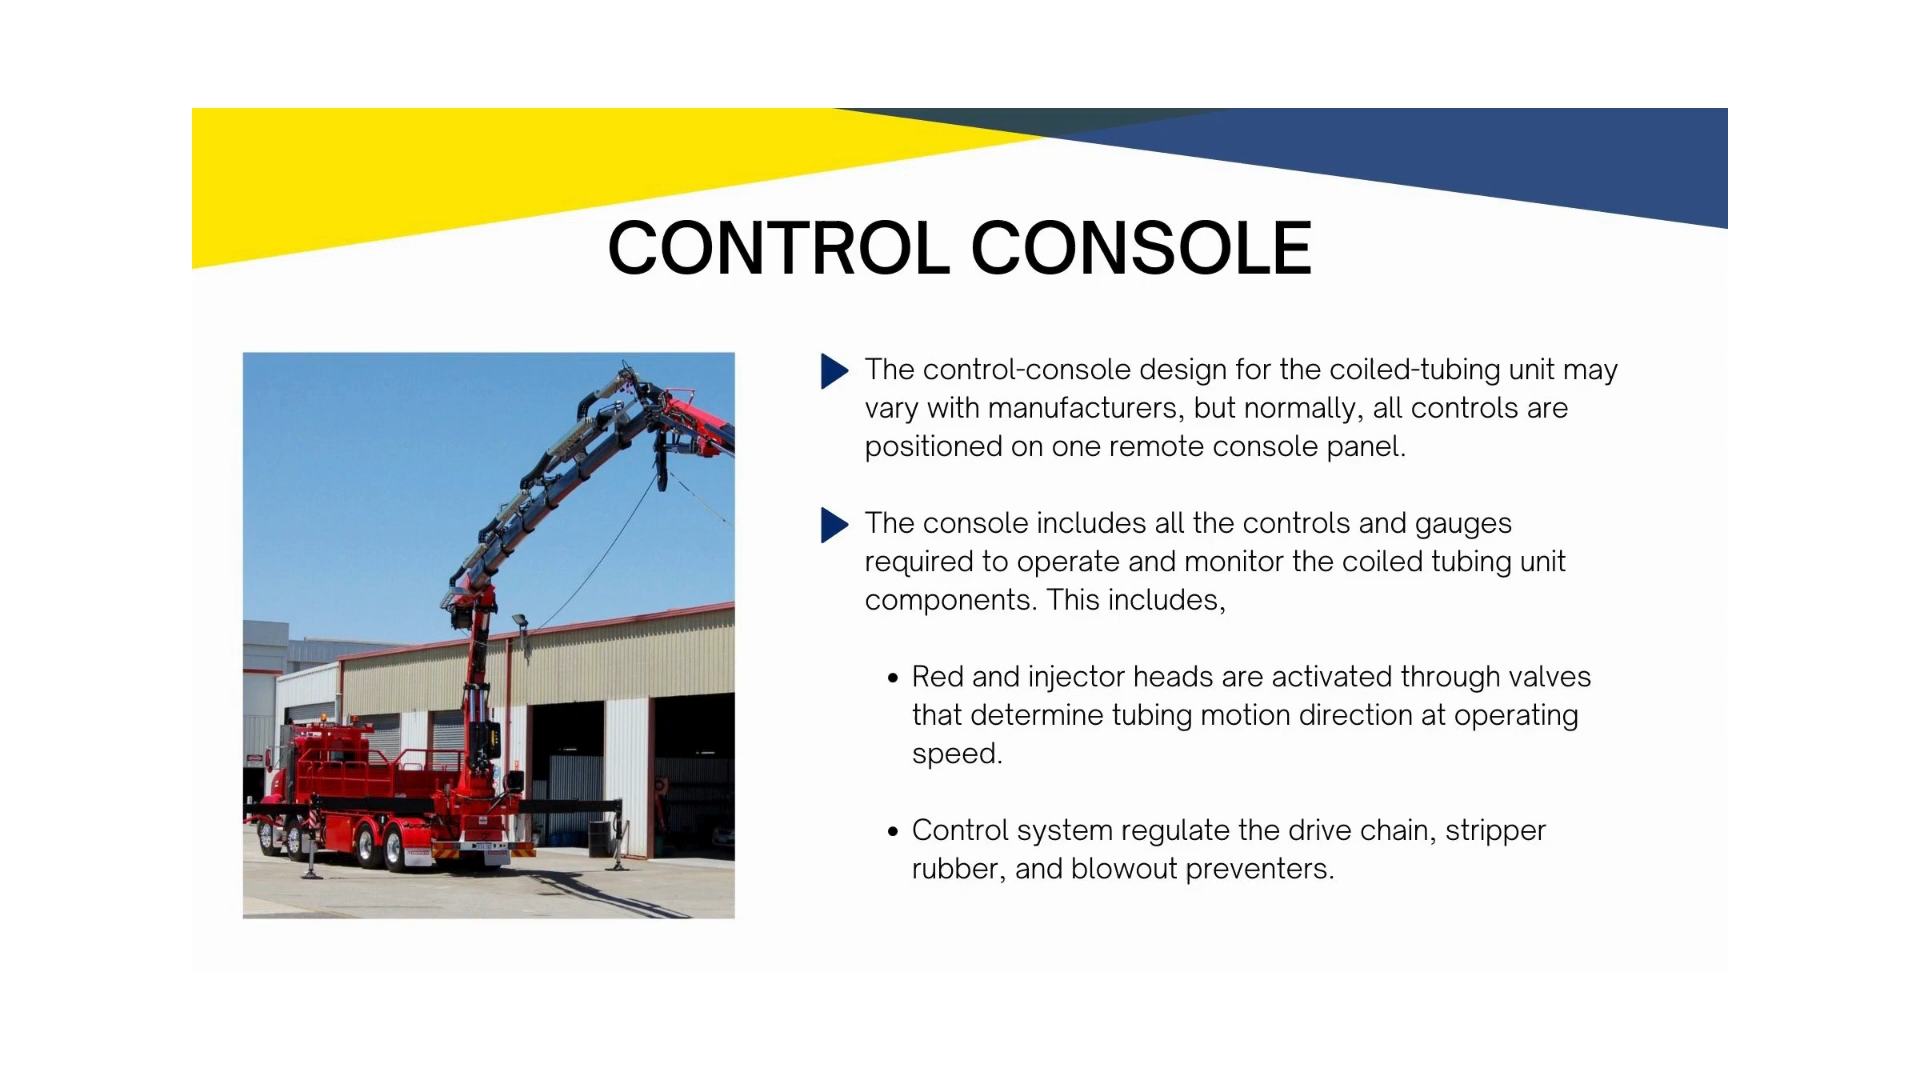 CONTROL CONSOLE
The control-console design for the coiled-tubing unit may
vary with manufacturers, but normally, all controls are
positioned on one remote console panel.
The console includes all the controls and gauges
required to operate and monitor the coiled tubing unit
components. This includes,
• Red and injector heads are activated through valves
that determine tubing motion direction at operating
speed.
• Control system regulate the drive chain, stripper
rubber, and blowout preventers.